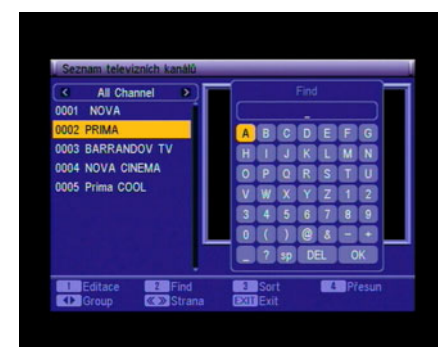 Seznam televizních kanálů
All Channel
0001 NOVA
0002 PRIMA
0003 BARRANDOV TV
0004 NOVA CINEMA
0005 Prima COOL
Find
_
A B C D E F G
H I J K L M N
O P Q R S T U
V W X Y Z 1 2
3 4 5 6 7 8 9
0 ( ) @ & - +
_ ? sp DEL OK
1 Editace 2 Find 3 Sort 4 Přesun
Group Strana EXIT Exit